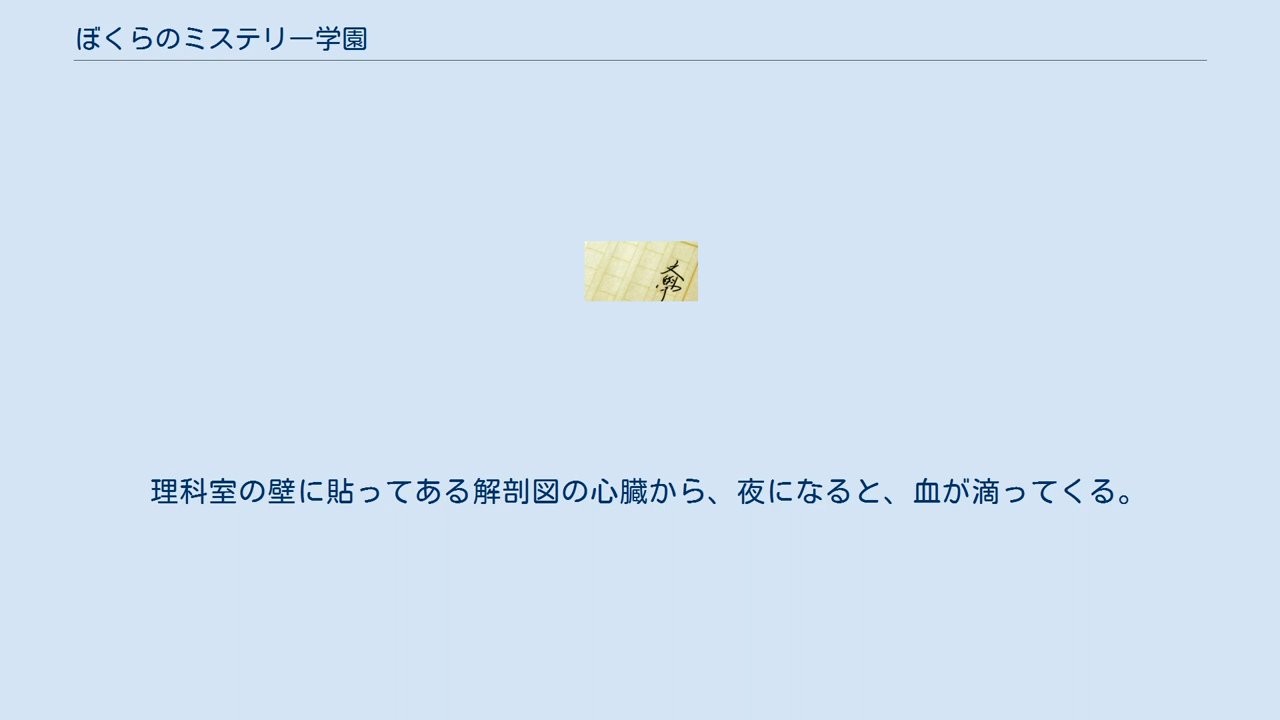 ぼくらのミステリー学園
理科室の壁に貼ってある解剖図の心臓から、夜になると、血が滴ってくる。